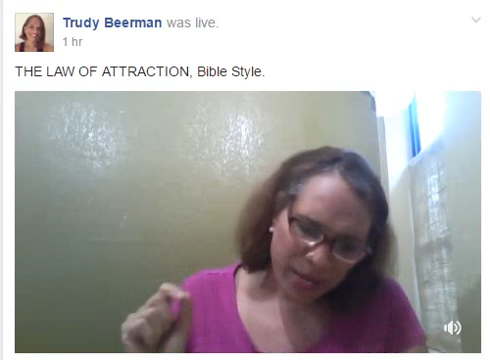 Trudy Beerman was live.
1 hr
THE LAW OF ATTRACTION, Bible Style.